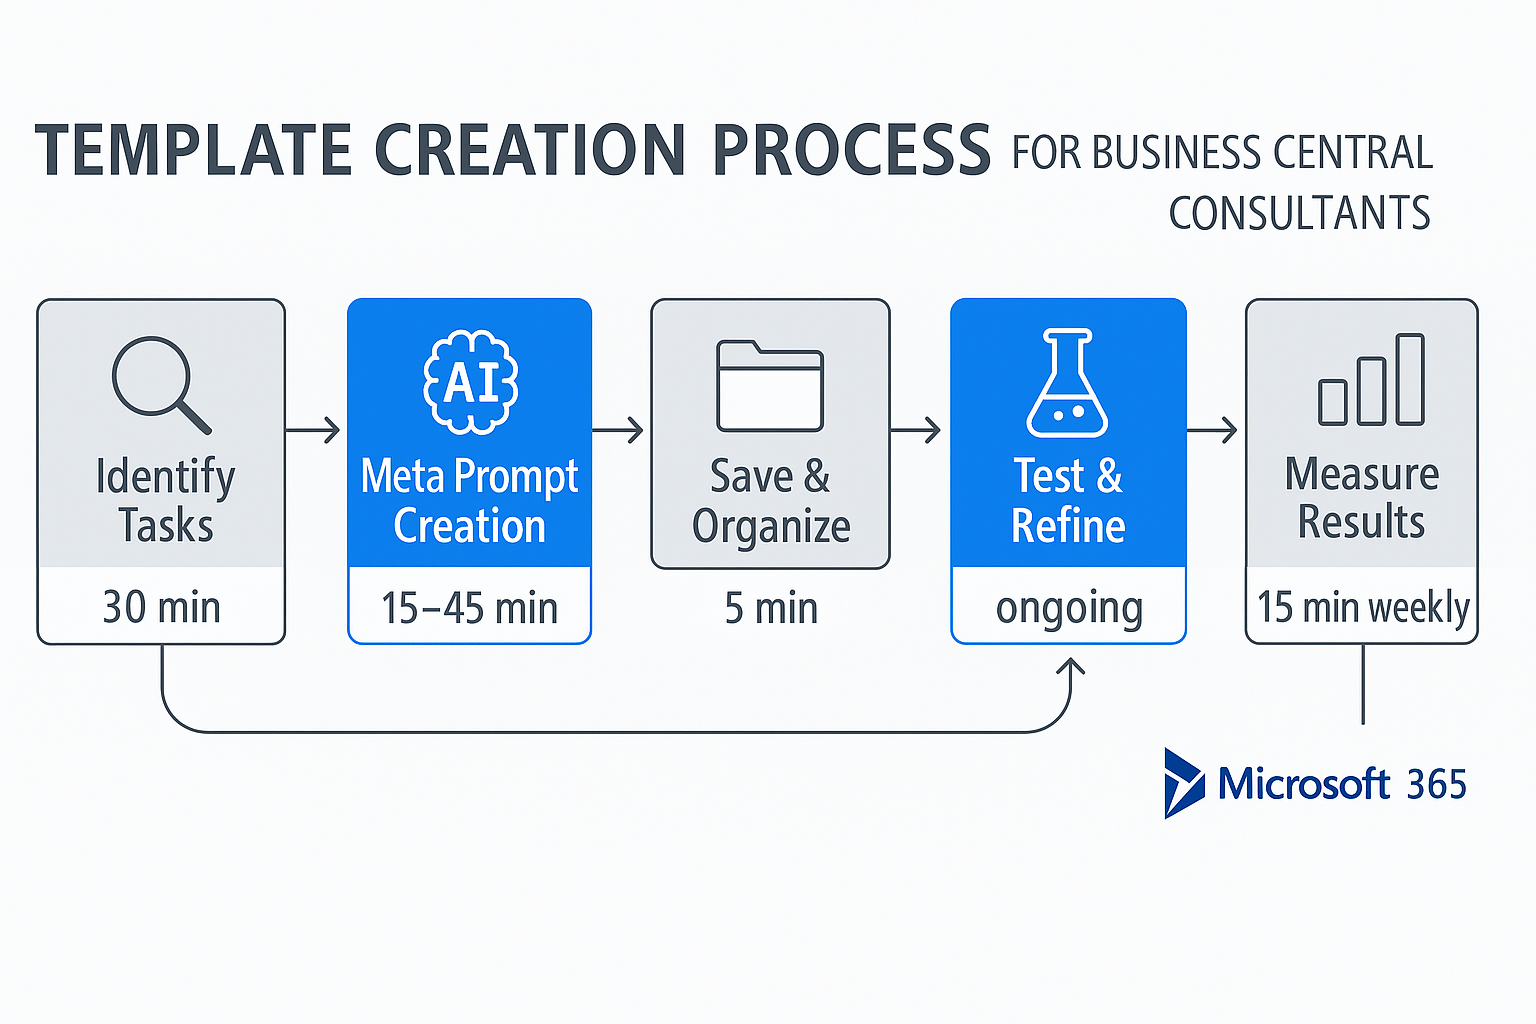 TEMPLATE CREATION PROCESS FOR BUSINESS CENTRAL
CONSULTANTS
AI
Identify
Tasks
30 min
Meta Prompt
Creation
15–45 min
Save &
Organize
5 min
Test &
Refine
ongoing
Measure
Results
15 min weekly
Microsoft 365